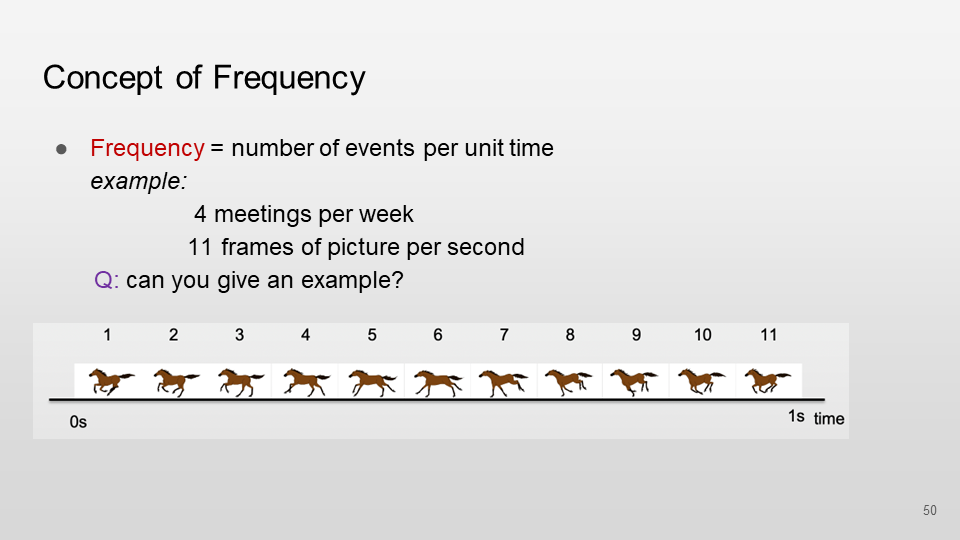 Concept of Frequency
● Frequency = number of events per unit time
example:
4 meetings per week
11 frames of picture per second
Q: can you give an example?
1 2 3 4 5 6 7 8 9 10 11
0s 1s time
50